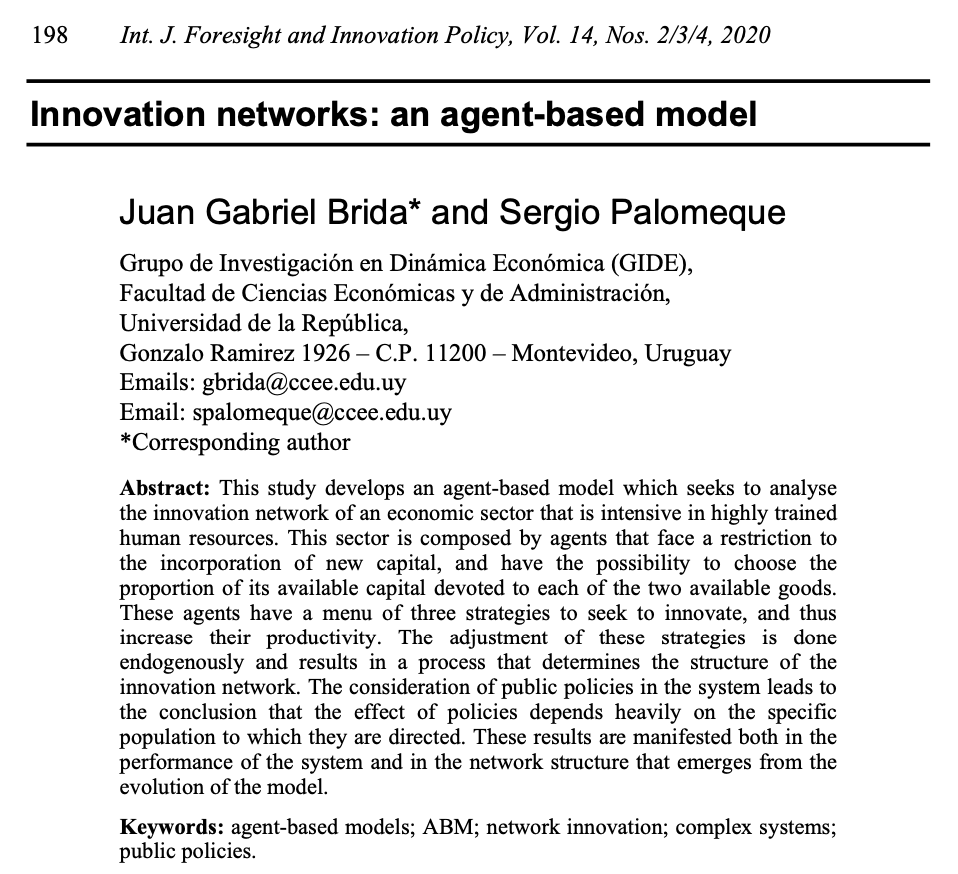 198 Int. J. Foresight and Innovation Policy, Vol. 14, Nos. 2/3/4, 2020
Innovation networks: an agent-based model
Juan Gabriel Brida* and Sergio Palomeque
Grupo de Investigación en Dinámica Económica (GIDE),
Facultad de Ciencias Económicas y de Administración,
Universidad de la República,
Gonzalo Ramirez 1926 – C.P. 11200 – Montevideo, Uruguay
Emails: gbrida@ccee.edu.uy
Email: spalomeque@ccee.edu.uy
*Corresponding author
Abstract: This study develops an agent-based model which seeks to analyse
the innovation network of an economic sector that is intensive in highly trained
human resources. This sector is composed by agents that face a restriction to
the incorporation of new capital, and have the possibility to choose the
proportion of its available capital devoted to each of the two available goods.
These agents have a menu of three strategies to seek to innovate, and thus
increase their productivity. The adjustment of these strategies is done
endogenously and results in a process that determines the structure of the
innovation network. The consideration of public policies in the system leads to
the conclusion that the effect of policies depends heavily on the specific
population to which they are directed. These results are manifested both in the
performance of the system and in the network structure that emerges from the
evolution of the model.
Keywords: agent-based models; ABM; network innovation; complex systems;
public policies.